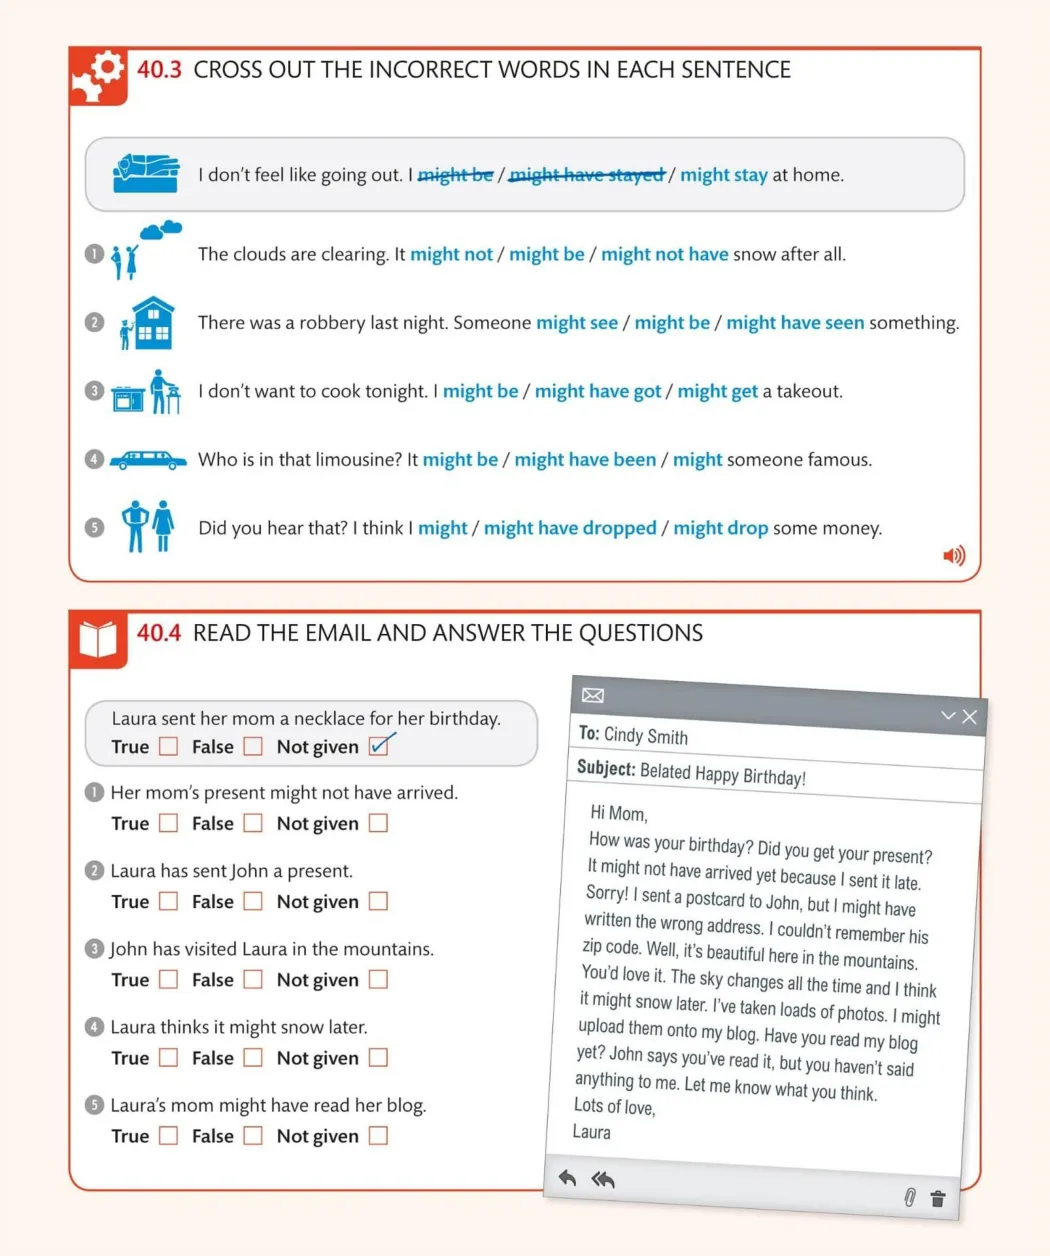 40.3 CROSS OUT THE INCORRECT WORDS IN EACH SENTENCE
I don't feel like going out. I might be / might have stayed / might stay at home.
1 The clouds are clearing. It might not / might be / might not have snow after all.
2 There was a robbery last night. Someone might see / might be / might have seen something.
3 I don't want to cook tonight. I might be / might have got / might get a takeout.
4 Who is in that limousine? It might be / might have been / might someone famous.
5 Did you hear that? I think I might / might have dropped / might drop some money.
40.4 READ THE EMAIL AND ANSWER THE QUESTIONS
Laura sent her mom a necklace for her birthday.
True False Not given
1 Her mom's present might not have arrived.
True False Not given
2 Laura has sent John a present.
True False Not given
3 John has visited Laura in the mountains.
True False Not given
4 Laura thinks it might snow later.
True False Not given
5 Laura's mom might have read her blog.
True False Not given
To: Cindy Smith
Subject: Belated Happy Birthday!
Hi Mom,
How was your birthday? Did you get your present?
It might not have arrived yet because I sent it late.
Sorry! I sent a postcard to John, but I might have
written the wrong address. I couldn't remember his
zip code. Well, it's beautiful here in the mountains.
You'd love it. The sky changes all the time and I think
it might snow later. I've taken loads of photos. I might
upload them onto my blog. Have you read my blog
yet? John says you've read it, but you haven't said
anything to me. Let me know what you think.
Lots of love,
Laura